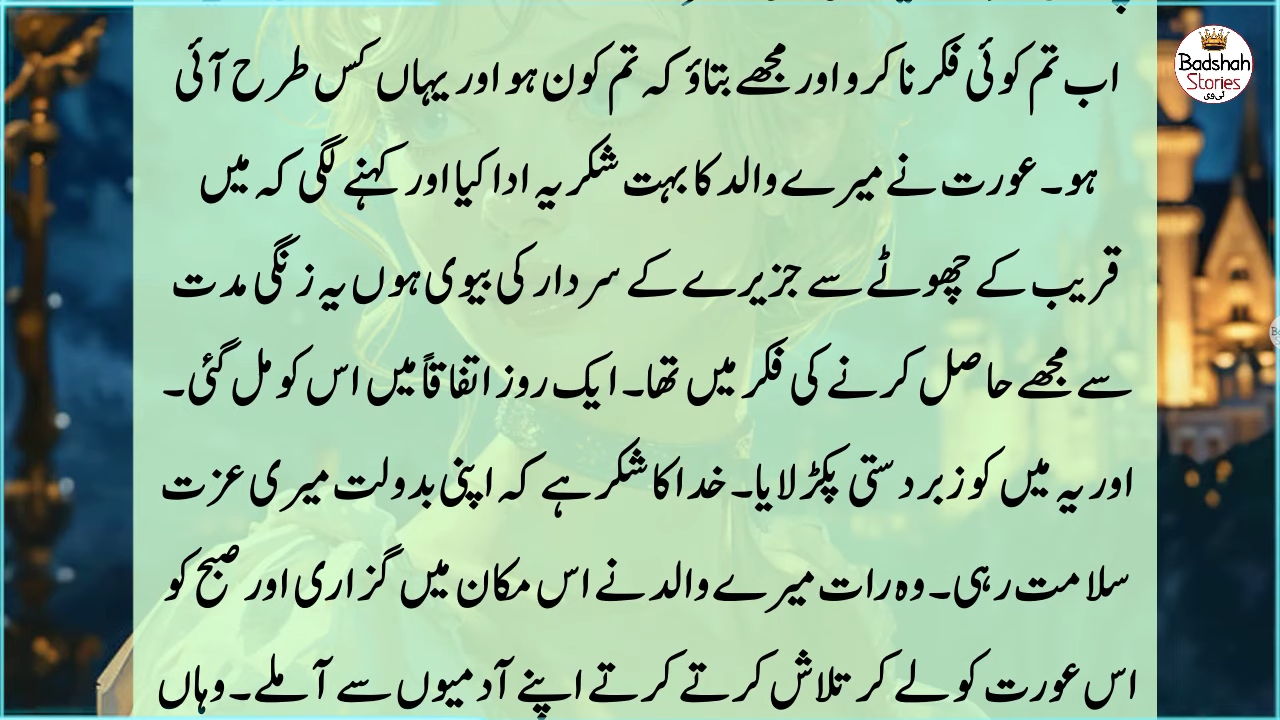 اب تم کوئی فکر نا کرو اور مجھے بتاؤ کہ تم کون ہو اور یہاں کس طرح آئی
ہو۔ عورت نے میرے والد کا بہت شکریہ ادا کیا اور کہنے لگی کہ میں
قریب کے چھوٹے سے جزیرے کے سردار کی بیوی ہوں یہ زنگی مدت
سے مجھے حاصل کرنے کی فکر میں تھا۔ ایک روز اتفاقاً میں اس کو مل گئی۔
اور یہ میں کو زبردستی پکڑ لایا۔ خدا کا شکر ہے کہ اپنی بدولت میری عزت
سلامت رہی۔ وہ رات میرے والد نے اس مکان میں گزاری اور صبح کو
اس عورت کو لے کر تلاش کرتے کرتے اپنے آدمیوں سے آملے۔ وہاں
Badshah
Stories
ٹی وی